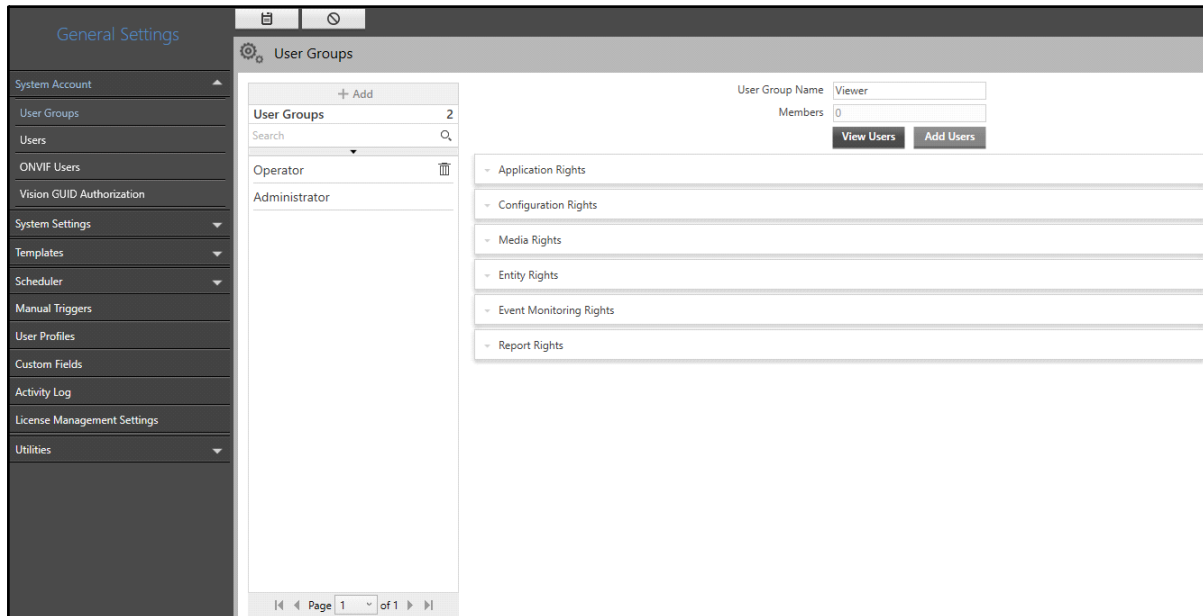 General Settings
System Account
User Groups
Users
ONVIF Users
Vision GUID Authorization
System Settings
Templates
Scheduler
Manual Triggers
User Profiles
Custom Fields
Activity Log
License Management Settings
Utilities
User Groups
+ Add
User Groups 2
Search
Operator
Administrator
Page 1 of 1
User Group Name Viewer
Members 0
View Users Add Users
Application Rights
Configuration Rights
Media Rights
Entity Rights
Event Monitoring Rights
Report Rights